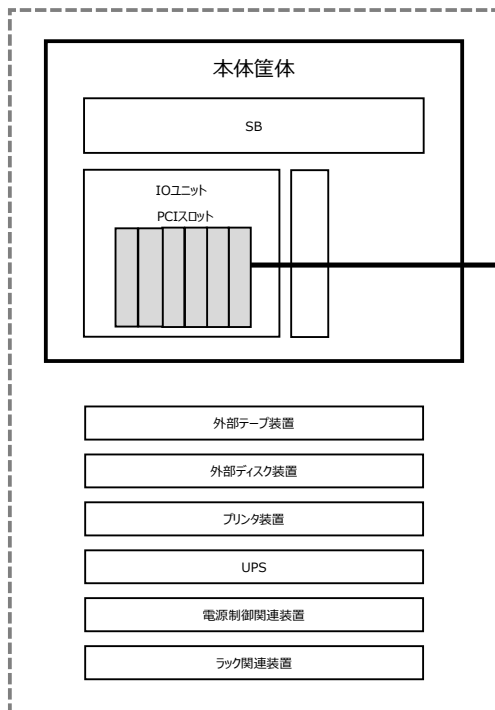 本体筐体
SB
IOユニット
PCIスロット
外部テープ装置
外部ディスク装置
プリンタ装置
UPS
電源制御関連装置
ラック関連装置